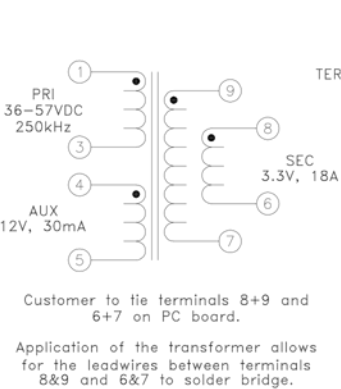 1
9
TER
PRI
36-57VDC
250kHz
8
3
4
SEC
3.3V, 18A
AUX
12V, 30mA
6
7
5
Customer to tie terminals 8+9 and
6+7 on PC board.
Application of the transformer allows
for the leadwires between terminals
8&9 and 6&7 to solder bridge.